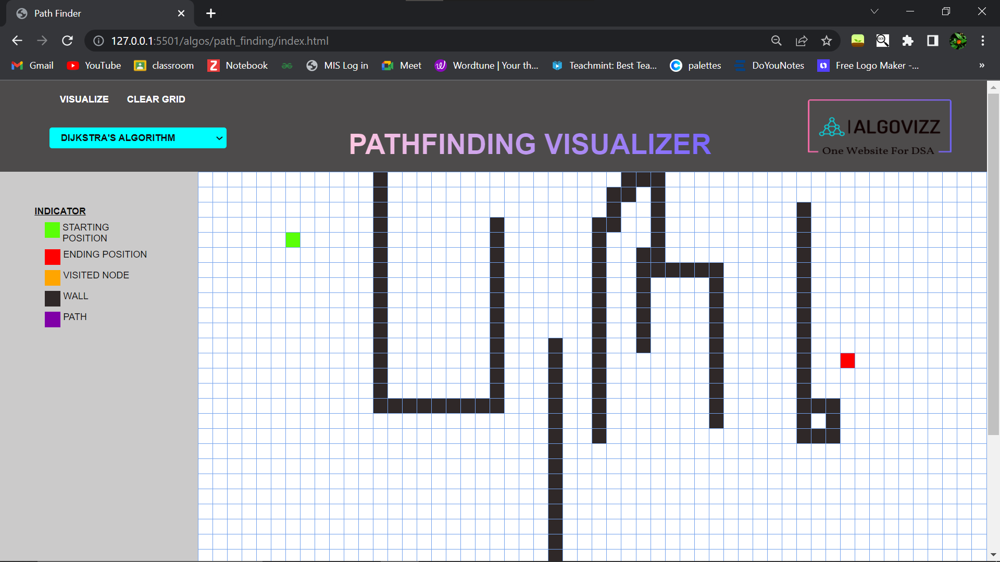 Path Finder
127.0.0.1:5501/algos/path_finding/index.html
Gmail YouTube classroom Notebook MIS Log in Meet Wordtune | Your th... Teachmint: Best Tea... palettes DoYouNotes Free Logo Maker -... »
VISUALIZE CLEAR GRID
DIJKSTRA'S ALGORITHM
PATHFINDING VISUALIZER
ALGOVIZZ
One Website For DSA
INDICATOR
STARTING
POSITION
ENDING POSITION
VISITED NODE
WALL
PATH